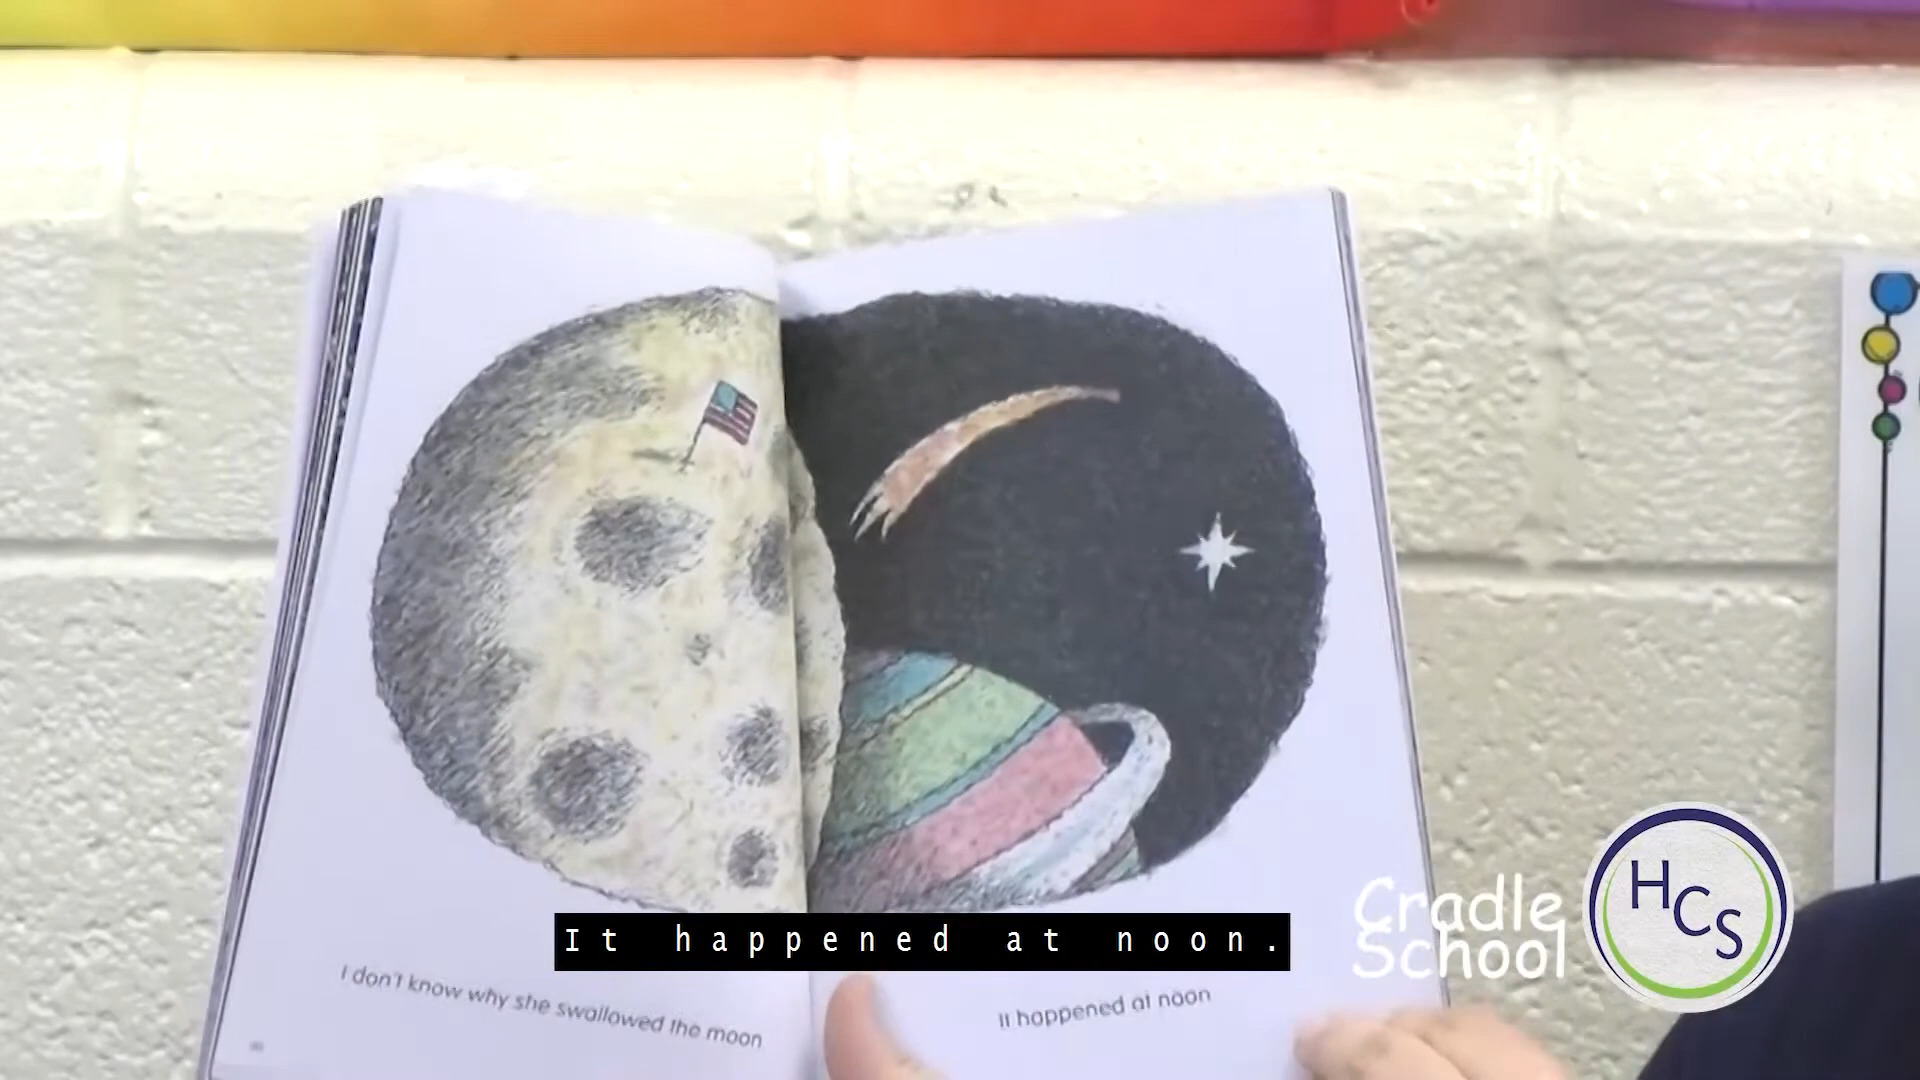 It happened at noon.
I don't know why she swallowed the moon
It happened at noon
Cradle
School
HCS